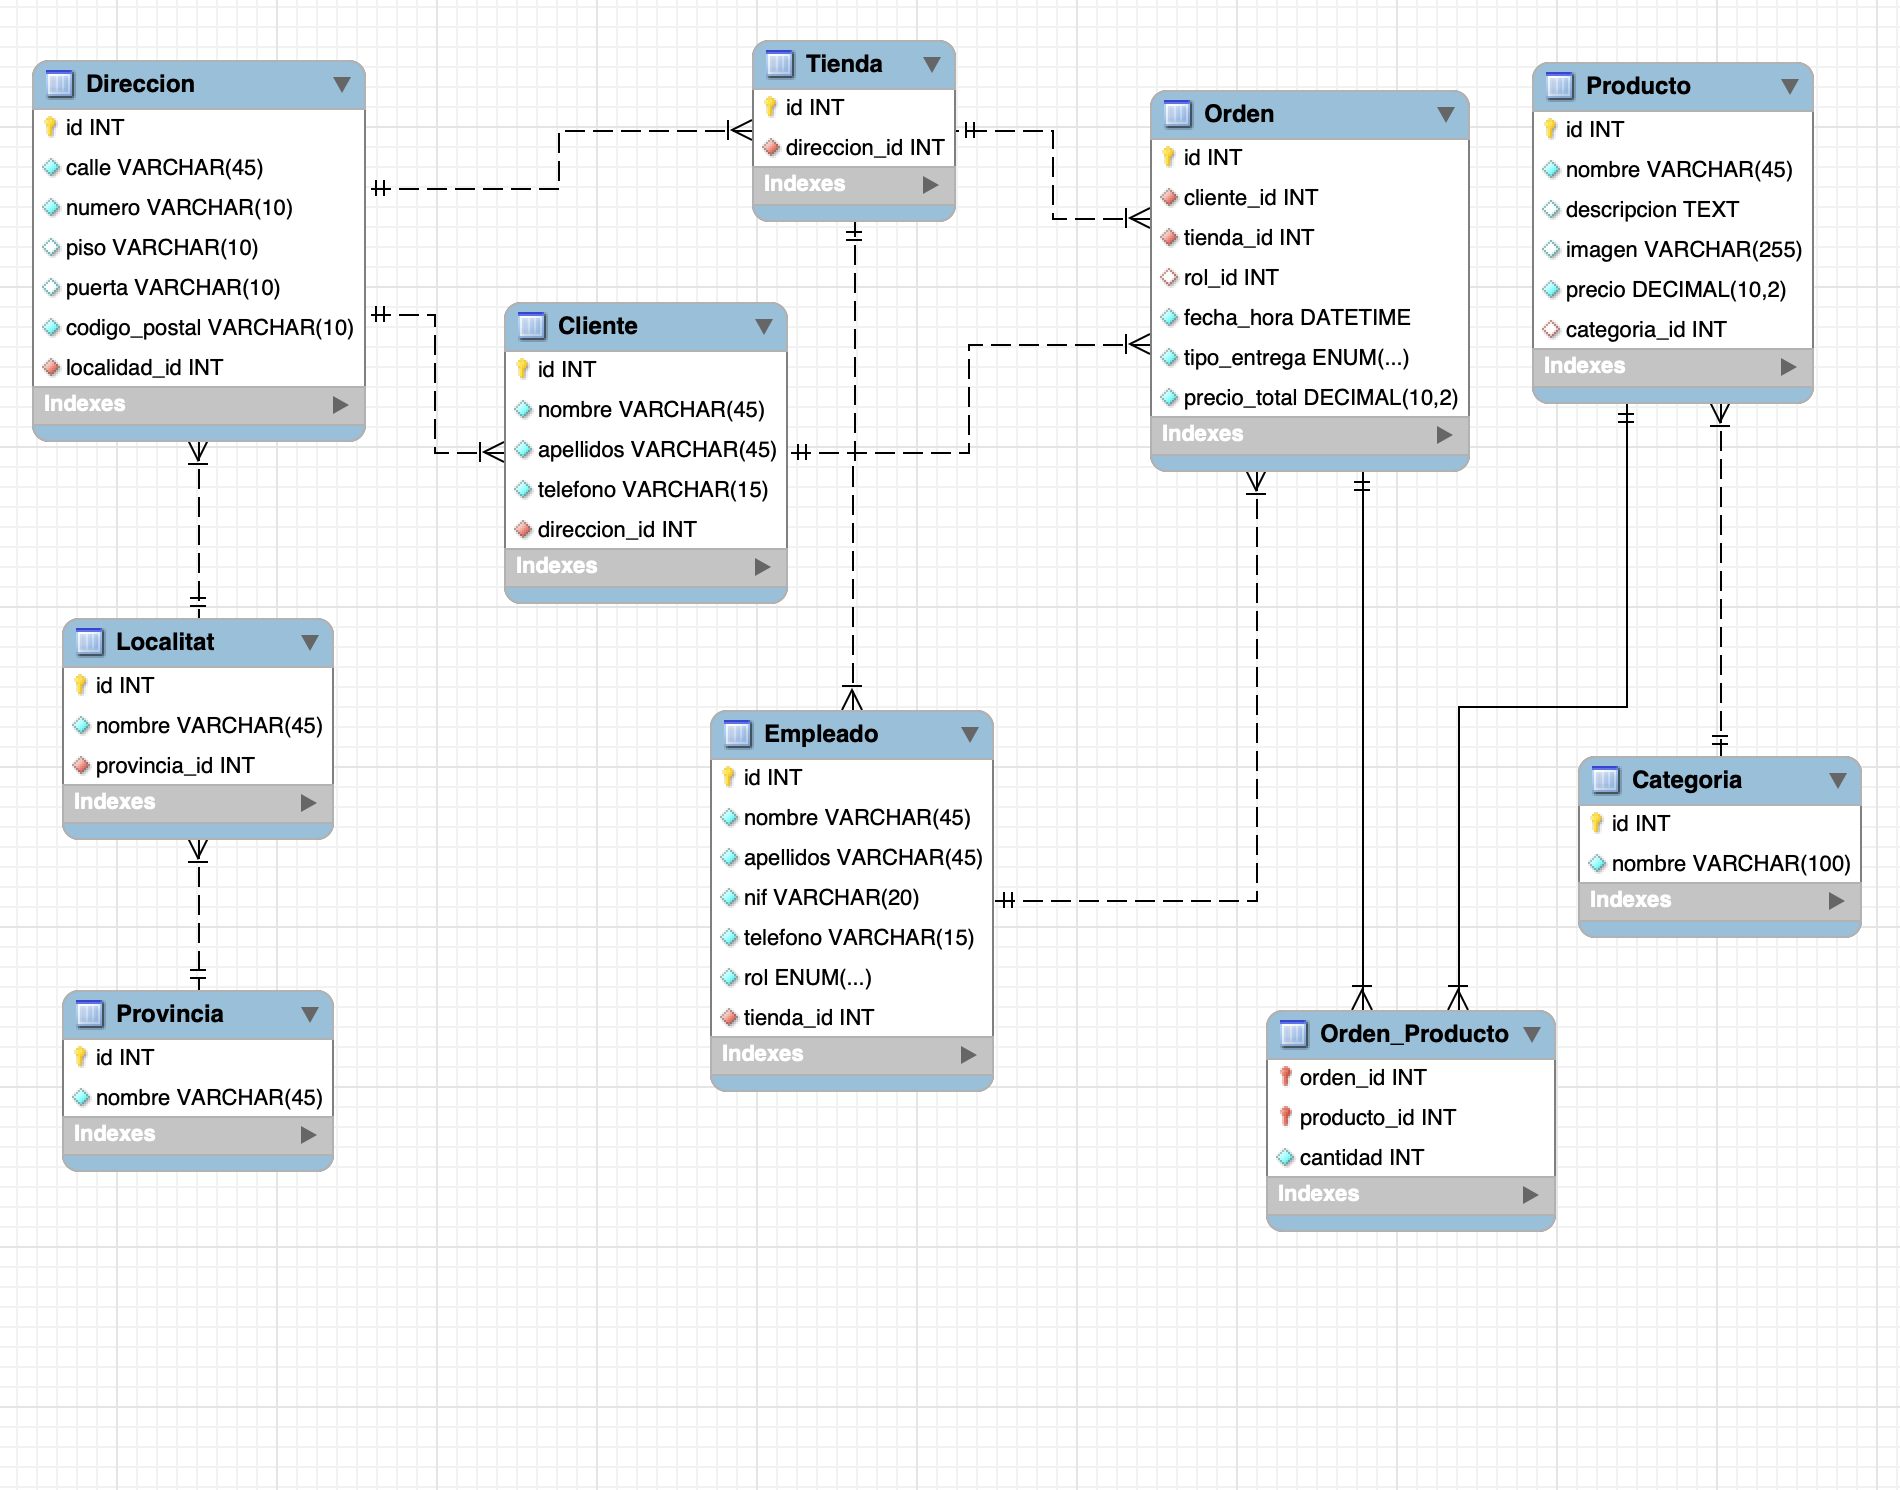 Direccion
id INT
calle VARCHAR(45)
numero VARCHAR(10)
piso VARCHAR(10)
puerta VARCHAR(10)
codigo_postal VARCHAR(10)
localidad_id INT
Indexes
Tienda
id INT
direccion_id INT
Indexes
Orden
id INT
cliente_id INT
tienda_id INT
rol_id INT
fecha_hora DATETIME
tipo_entrega ENUM(...)
precio_total DECIMAL(10,2)
Indexes
Producto
id INT
nombre VARCHAR(45)
descripcion TEXT
imagen VARCHAR(255)
precio DECIMAL(10,2)
categoria_id INT
Indexes
Cliente
id INT
nombre VARCHAR(45)
apellidos VARCHAR(45)
telefono VARCHAR(15)
direccion_id INT
Indexes
Localitat
id INT
nombre VARCHAR(45)
provincia_id INT
Indexes
Empleado
id INT
nombre VARCHAR(45)
apellidos VARCHAR(45)
nif VARCHAR(20)
telefono VARCHAR(15)
rol ENUM(...)
tienda_id INT
Indexes
Categoria
id INT
nombre VARCHAR(100)
Indexes
Provincia
id INT
nombre VARCHAR(45)
Indexes
Orden_Producto
orden_id INT
producto_id INT
cantidad INT
Indexes